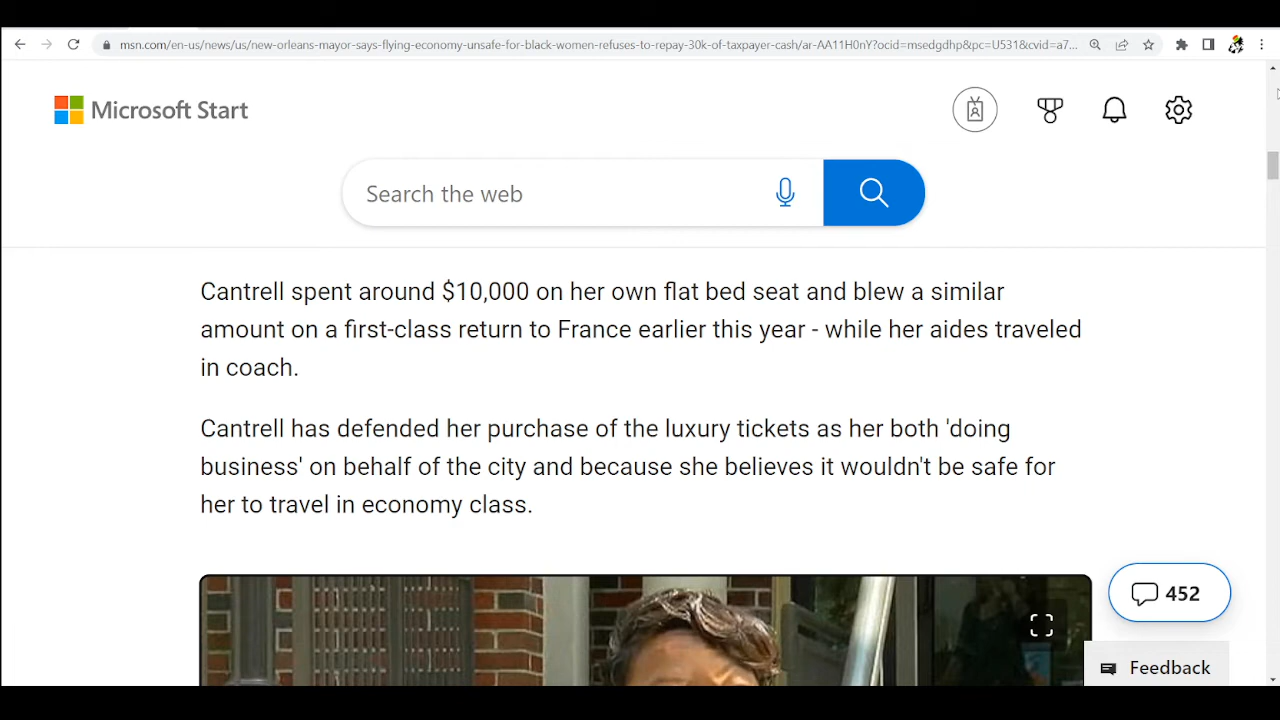 msn.com/en-us/news/us/new-orleans-mayor-says-flying-economy-unsafe-for-black-women-refuses-to-repay-30k-of-taxpayer-cash/ar-AA11H0nY?ocid=msedgdhp&pc=U531&cvid=a7...
Microsoft Start
Search the web
Cantrell spent around $10,000 on her own flat bed seat and blew a similar
amount on a first-class return to France earlier this year - while her aides traveled
in coach.
Cantrell has defended her purchase of the luxury tickets as her both 'doing
business' on behalf of the city and because she believes it wouldn't be safe for
her to travel in economy class.
452
Feedback